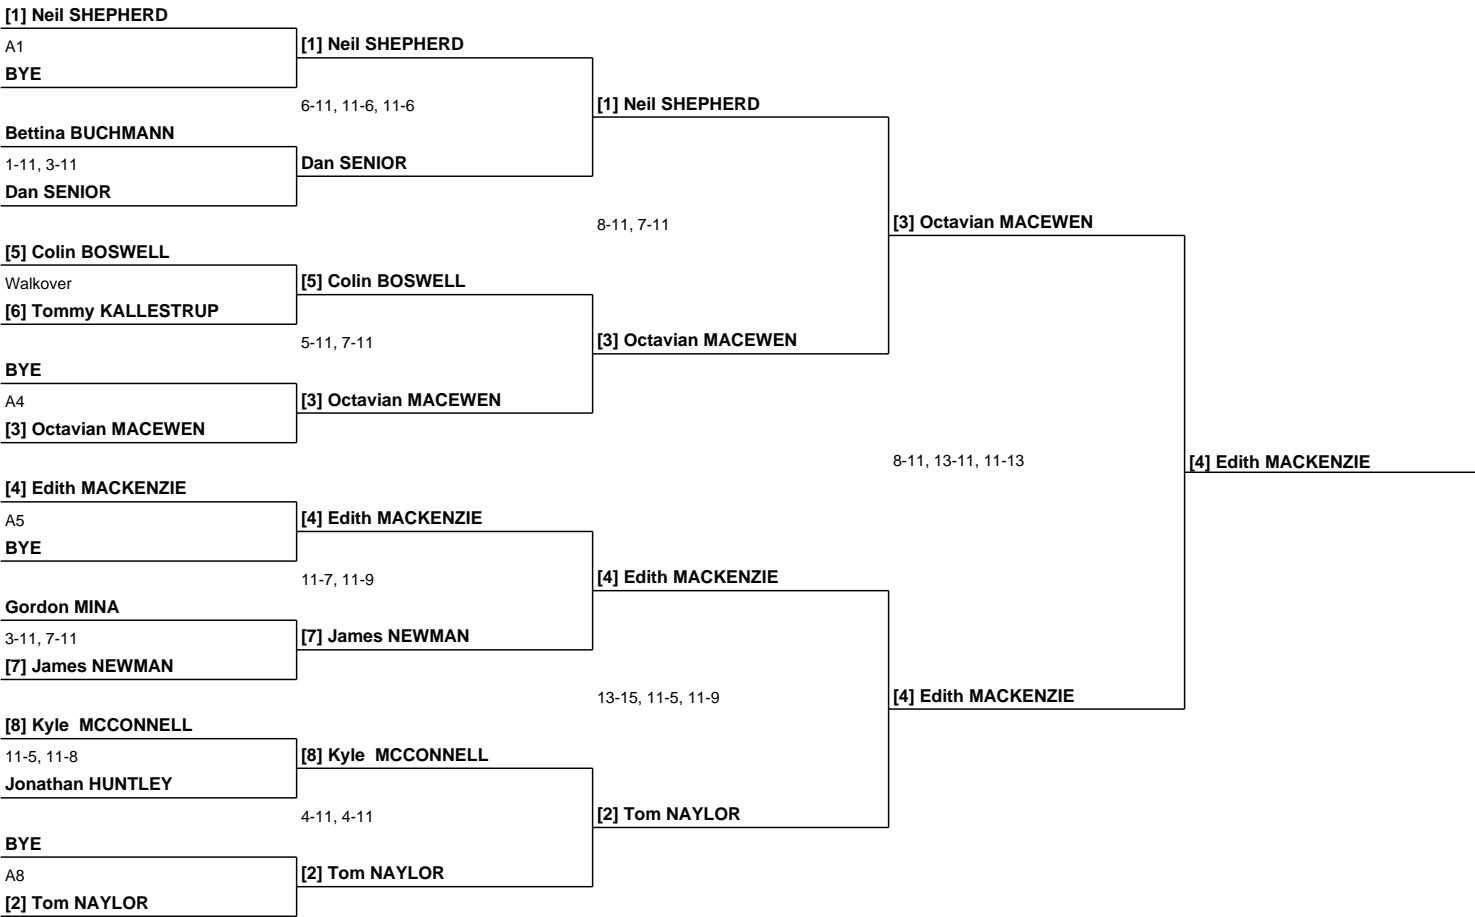 [1] Neil SHEPHERD
A1
BYE
Bettina BUCHMANN
1-11, 3-11
Dan SENIOR
[5] Colin BOSWELL
Walkover
[6] Tommy KALLESTRUP
BYE
A4
[3] Octavian MACEWEN
[4] Edith MACKENZIE
A5
BYE
Gordon MINA
3-11, 7-11
[7] James NEWMAN
[8] Kyle  MCCONNELL
11-5, 11-8
Jonathan HUNTLEY
BYE
A8
[2] Tom NAYLOR
[1] Neil SHEPHERD
6-11, 11-6, 11-6
Dan SENIOR
[5] Colin BOSWELL
5-11, 7-11
[3] Octavian MACEWEN
[4] Edith MACKENZIE
11-7, 11-9
[7] James NEWMAN
[8] Kyle  MCCONNELL
4-11, 4-11
[2] Tom NAYLOR
[1] Neil SHEPHERD
8-11, 7-11
[3] Octavian MACEWEN
[4] Edith MACKENZIE
13-15, 11-5, 11-9
[2] Tom NAYLOR
[3] Octavian MACEWEN
8-11, 13-11, 11-13
[4] Edith MACKENZIE
[4] Edith MACKENZIE